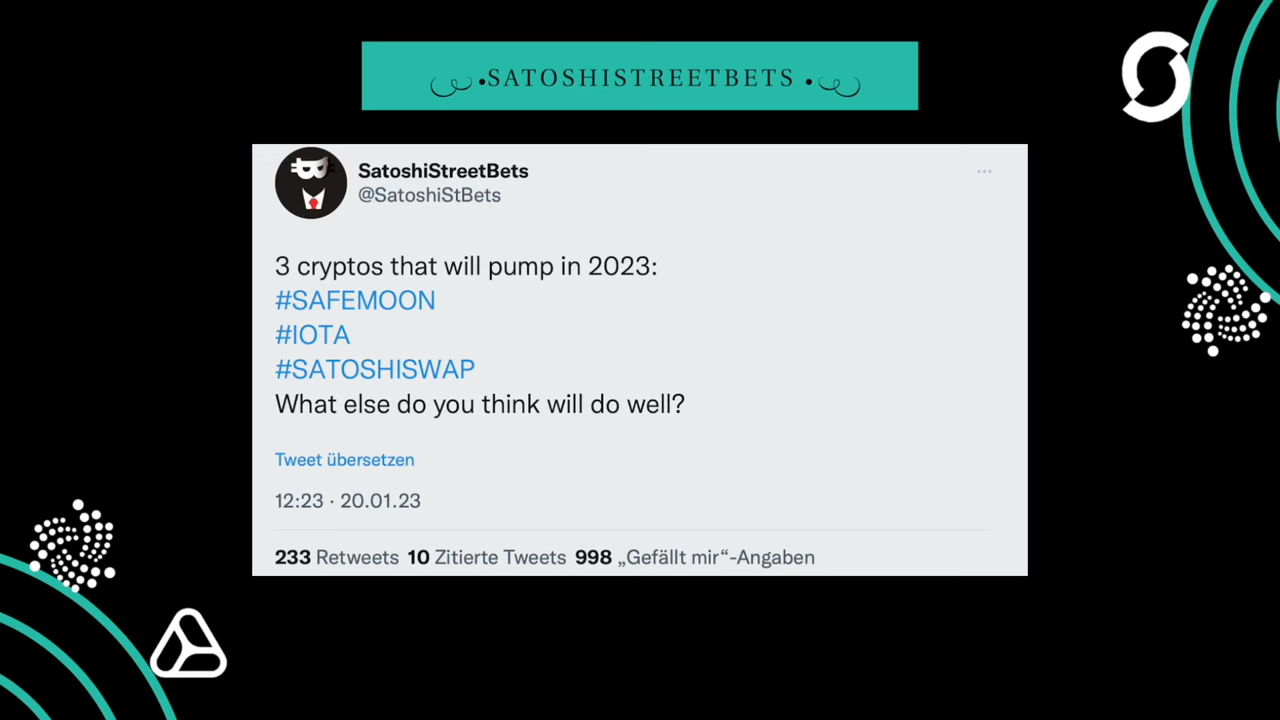 •SATOSHISTREETBETS •
SatoshiStreetBets
@SatoshiStBets
3 cryptos that will pump in 2023:
#SAFEMOON
#IOTA
#SATOSHISWAP
What else do you think will do well?
Tweet übersetzen
12:23 · 20.01.23
233 Retweets 10 Zitierte Tweets 998 „Gefällt mir“-Angaben